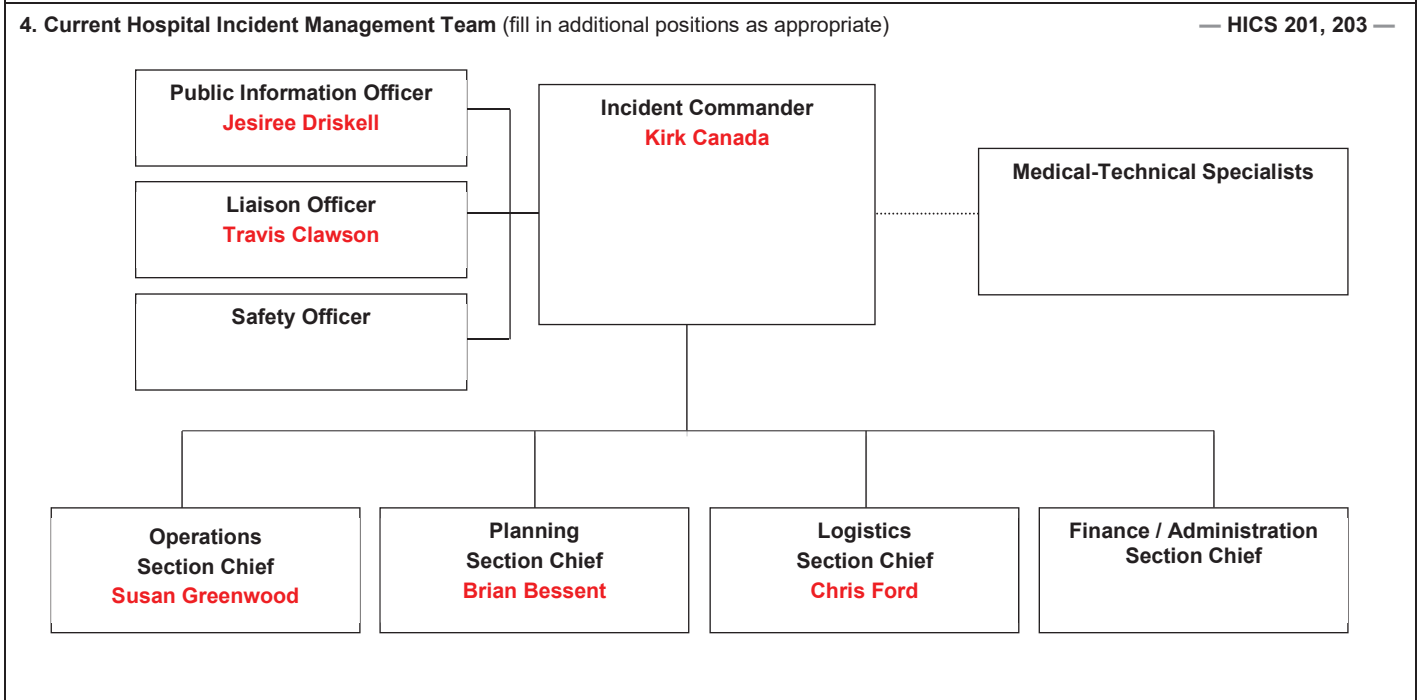 4. Current Hospital Incident Management Team (fill in additional positions as appropriate) — HICS 201, 203 —
Public Information Officer
Jesiree Driskell
Incident Commander
Kirk Canada
Medical-Technical Specialists
Liaison Officer
Travis Clawson
Safety Officer
Operations
Section Chief
Susan Greenwood
Planning
Section Chief
Brian Bessent
Logistics
Section Chief
Chris Ford
Finance / Administration
Section Chief